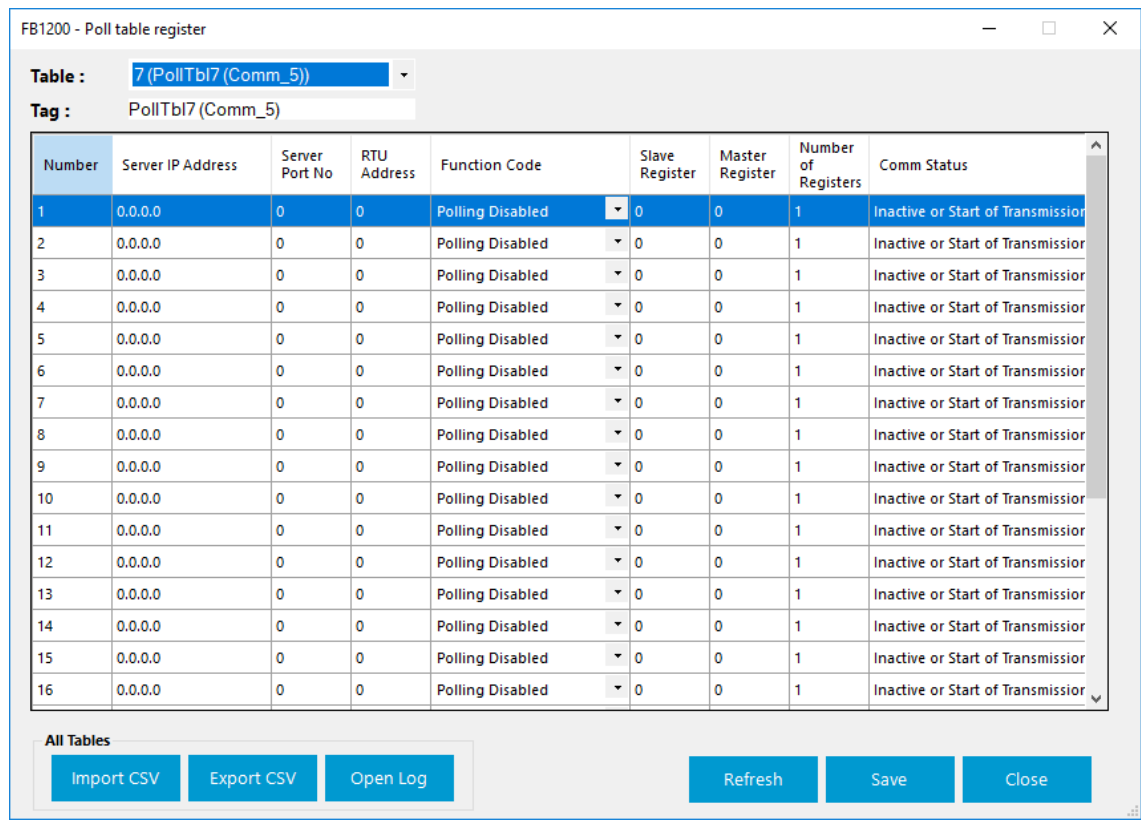 FB1200 - Poll table register
Table : 7 (PollTbl7 (Comm_5))
Tag : PollTbl7 (Comm_5)
Number Server IP Address Server Port No RTU Address Function Code Slave Register Master Register Number of Registers Comm Status
1 0.0.0.0 0 0 Polling Disabled 0 0 1 Inactive or Start of Transmission
2 0.0.0.0 0 0 Polling Disabled 0 0 1 Inactive or Start of Transmission
3 0.0.0.0 0 0 Polling Disabled 0 0 1 Inactive or Start of Transmission
4 0.0.0.0 0 0 Polling Disabled 0 0 1 Inactive or Start of Transmission
5 0.0.0.0 0 0 Polling Disabled 0 0 1 Inactive or Start of Transmission
6 0.0.0.0 0 0 Polling Disabled 0 0 1 Inactive or Start of Transmission
7 0.0.0.0 0 0 Polling Disabled 0 0 1 Inactive or Start of Transmission
8 0.0.0.0 0 0 Polling Disabled 0 0 1 Inactive or Start of Transmission
9 0.0.0.0 0 0 Polling Disabled 0 0 1 Inactive or Start of Transmission
10 0.0.0.0 0 0 Polling Disabled 0 0 1 Inactive or Start of Transmission
11 0.0.0.0 0 0 Polling Disabled 0 0 1 Inactive or Start of Transmission
12 0.0.0.0 0 0 Polling Disabled 0 0 1 Inactive or Start of Transmission
13 0.0.0.0 0 0 Polling Disabled 0 0 1 Inactive or Start of Transmission
14 0.0.0.0 0 0 Polling Disabled 0 0 1 Inactive or Start of Transmission
15 0.0.0.0 0 0 Polling Disabled 0 0 1 Inactive or Start of Transmission
16 0.0.0.0 0 0 Polling Disabled 0 0 1 Inactive or Start of Transmission
All Tables
Import CSV Export CSV Open Log Refresh Save Close